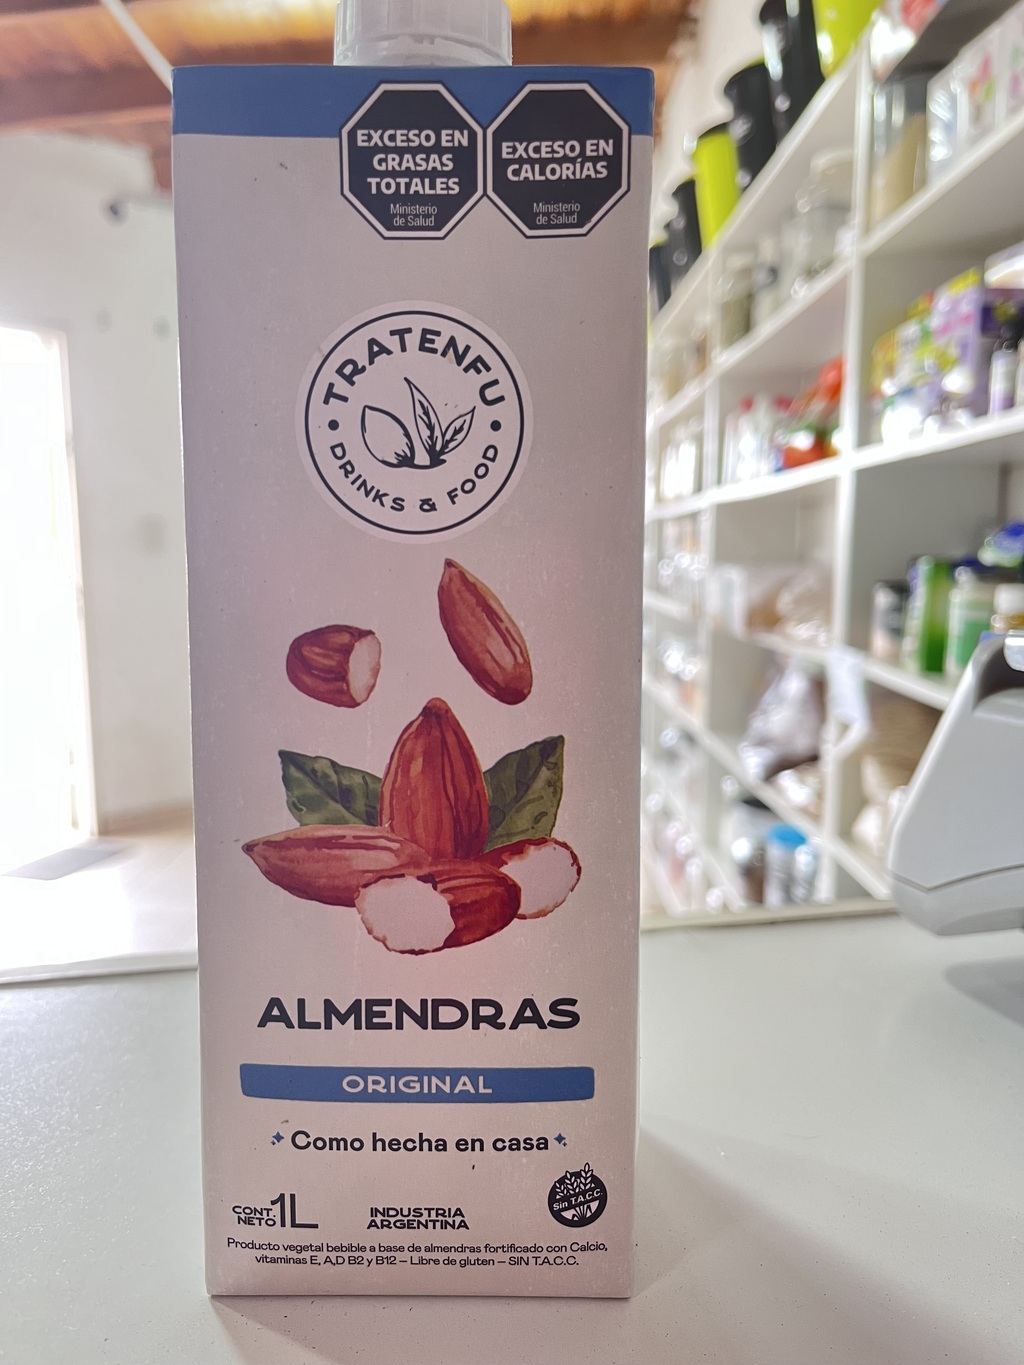 EXCESO EN
GRASAS
TOTALES
Ministerio
de Salud
EXCESO EN
CALORÍAS
Ministerio
de Salud
TRATENFU
• DRINKS & FOOD •
ALMENDRAS
ORIGINAL
Como hecha en casa
CONT.
NETO 1L
INDUSTRIA
ARGENTINA
Sin T.A.C.C.
Producto vegetal bebible a base de almendras fortificado con Calcio,
vitaminas E, A,D B2 y B12 – Libre de gluten – SIN T.A.C.C.